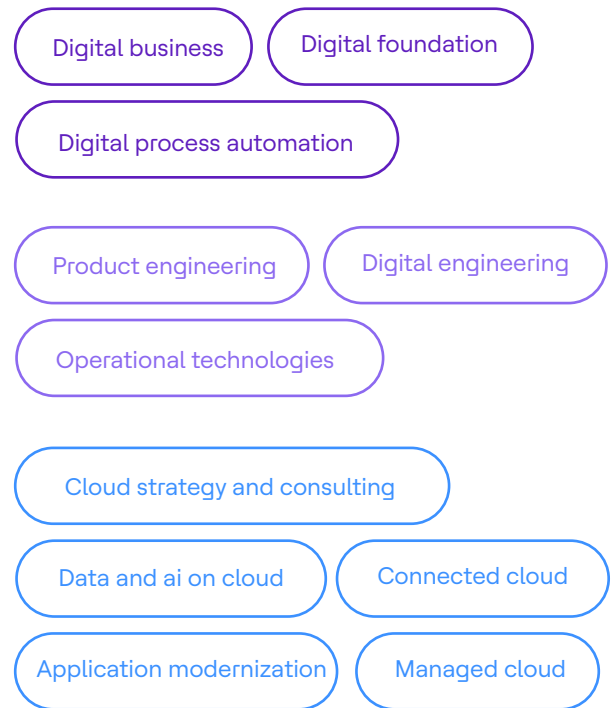 Digital business
Digital foundation
Digital process automation
Product engineering
Digital engineering
Operational technologies
Cloud strategy and consulting
Data and ai on cloud
Connected cloud
Application modernization
Managed cloud